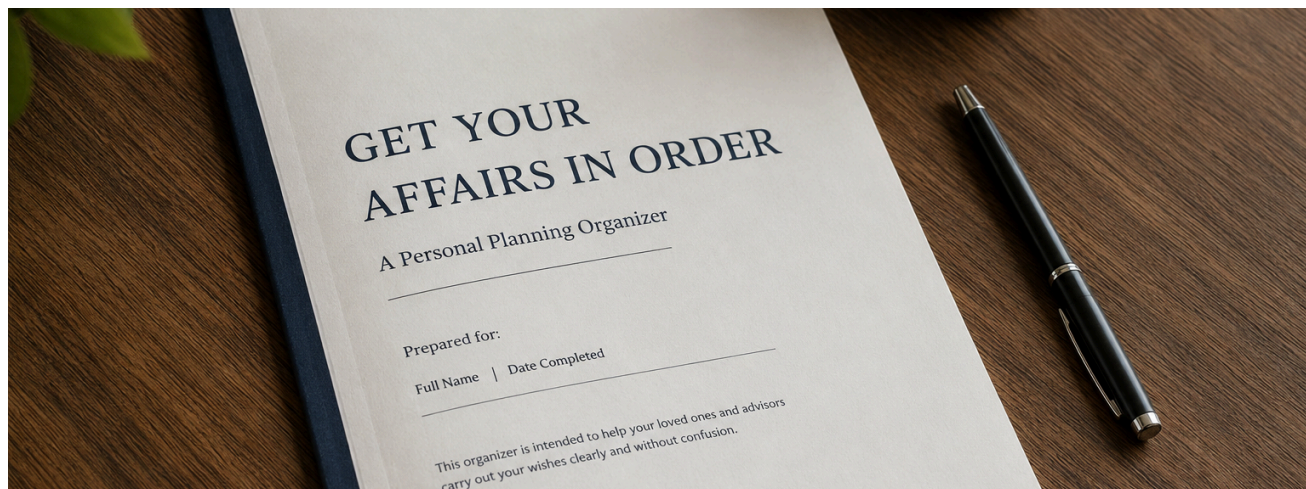 GET YOUR
AFFAIRS IN ORDER
A Personal Planning Organizer
Prepared for:
Full Name | Date Completed
This organizer is intended to help your loved ones and advisors
carry out your wishes clearly and without confusion.